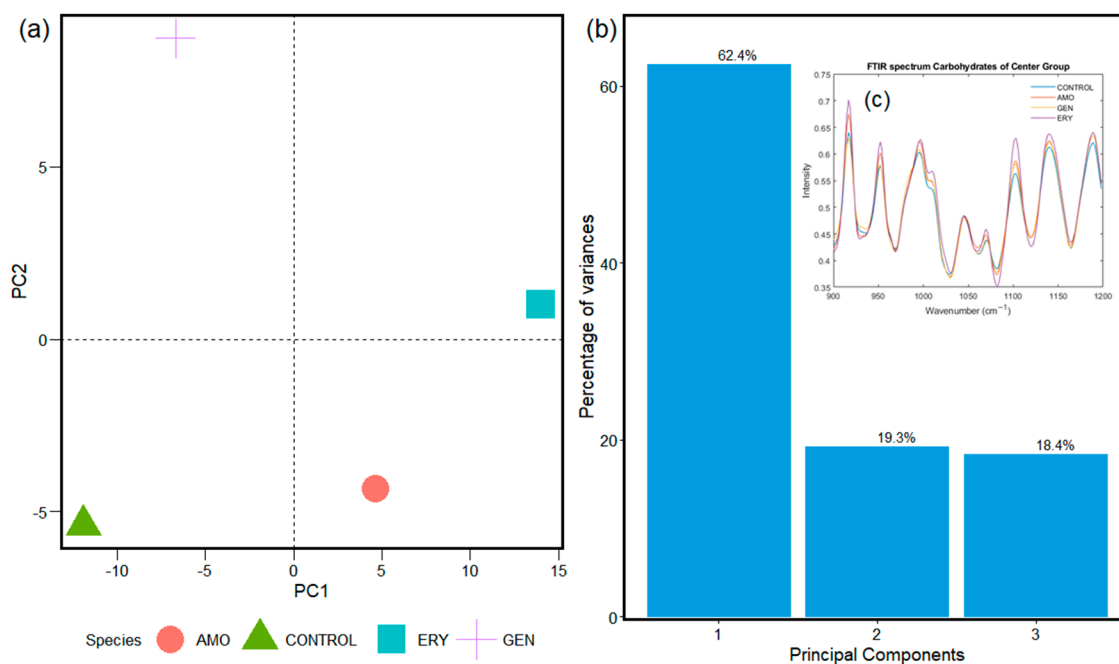 (a)
PC2
5
0
-5
-10
-5
0
5
10
15
PC1
Species
AMO
CONTROL
ERY
GEN
(b)
Percentage of variances
60
40
20
0
62.4%
19.3%
18.4%
1
2
3
Principal Components
FTIR spectrum Carbohydrates of Center Group
(c)
CONTROL
AMO
GEN
ERY
Intensity
0.75
0.7
0.65
0.6
0.55
0.5
0.45
0.4
0.35
900
950
1000
1050
1100
1150
1200
Wavenumber (cm⁻¹)